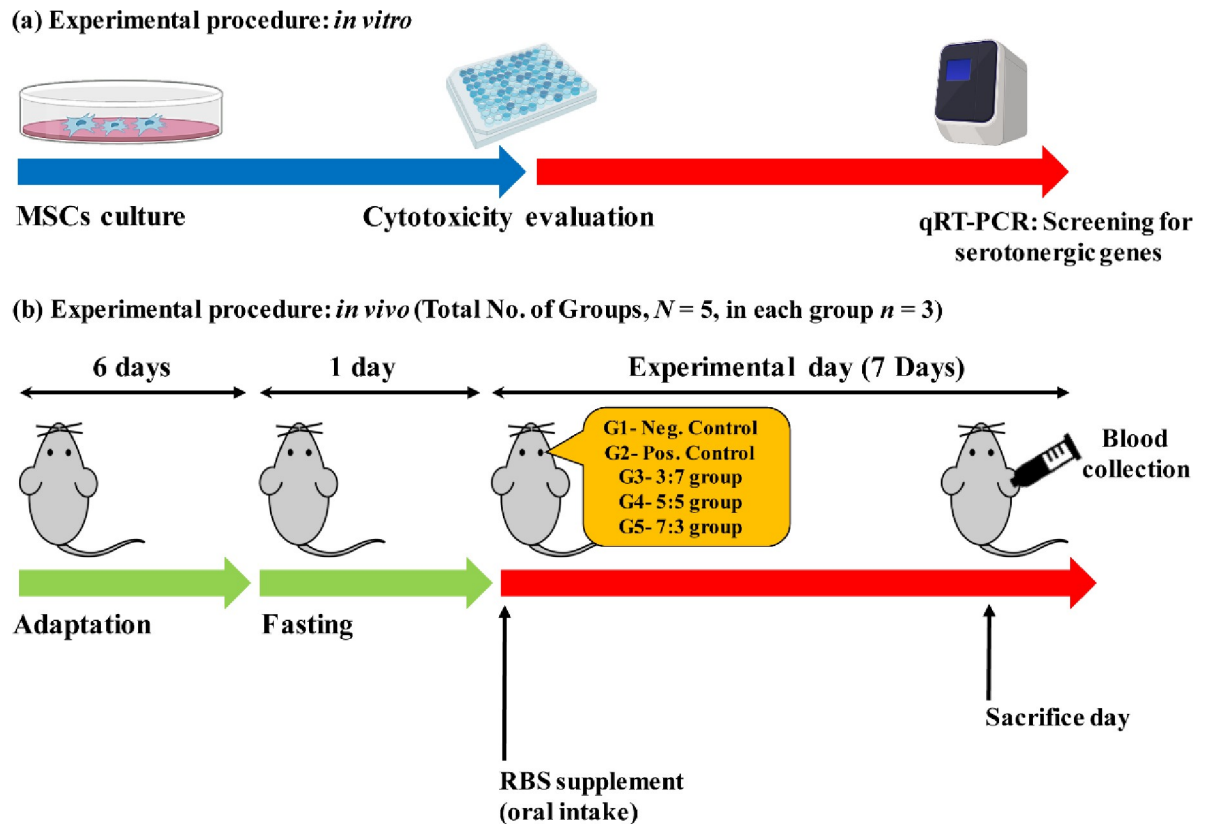 (a) Experimental procedure: in vitro
MSCs culture
Cytotoxicity evaluation
qRT-PCR: Screening for
serotonergic genes
(b) Experimental procedure: in vivo (Total No. of Groups, N = 5, in each group n = 3)
6 days
1 day
Experimental day (7 Days)
G1- Neg. Control
G2- Pos. Control
G3- 3:7 group
G4- 5:5 group
G5- 7:3 group
Blood
collection
Adaptation
Fasting
Sacrifice day
RBS supplement
(oral intake)